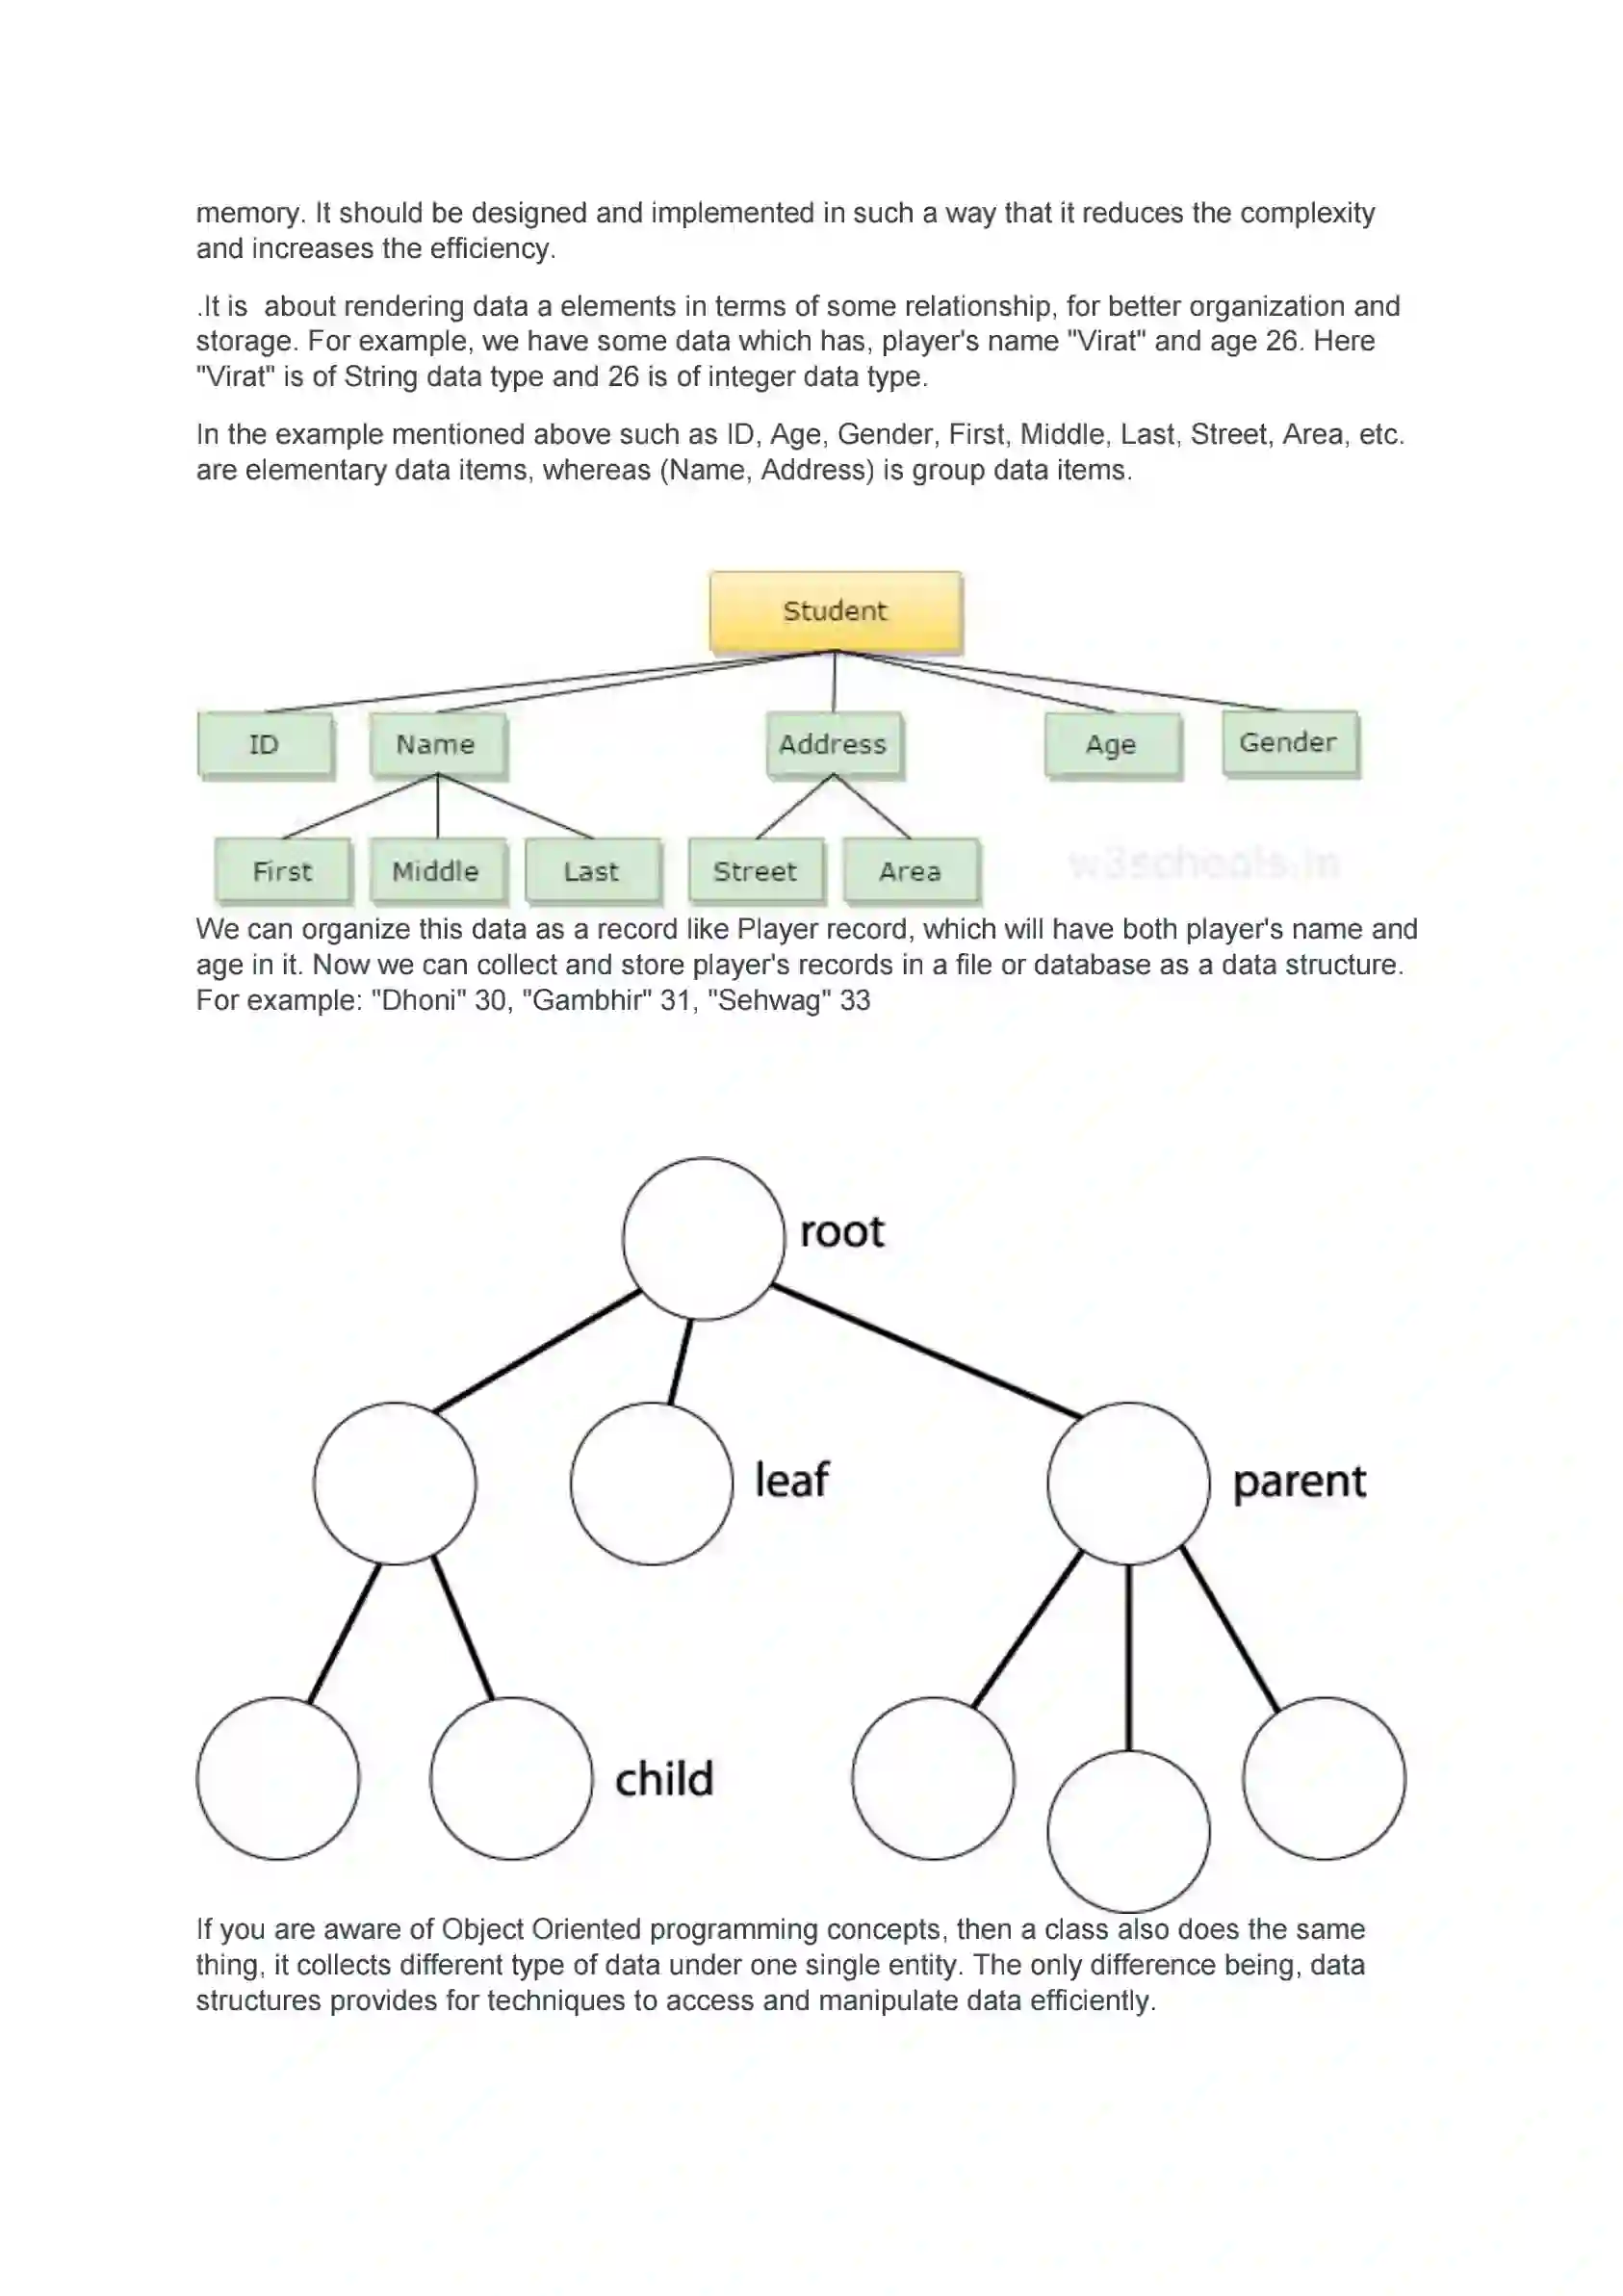 memory. It should be designed and implemented in such a way that it reduces the complexity
and increases the efficiency.
.It is  about rendering data a elements in terms of some relationship, for better organization and
storage. For example, we have some data which has, player's name "Virat" and age 26. Here
"Virat" is of String data type and 26 is of integer data type.
In the example mentioned above such as ID, Age, Gender, First, Middle, Last, Street, Area, etc.
are elementary data items, whereas (Name, Address) is group data items.
Student
ID Name Address Age Gender
First Middle Last Street Area w3schools.in
We can organize this data as a record like Player record, which will have both player's name and
age in it. Now we can collect and store player's records in a file or database as a data structure.
For example: "Dhoni" 30, "Gambhir" 31, "Sehwag" 33
root
leaf parent
child
If you are aware of Object Oriented programming concepts, then a class also does the same
thing, it collects different type of data under one single entity. The only difference being, data
structures provides for techniques to access and manipulate data efficiently.